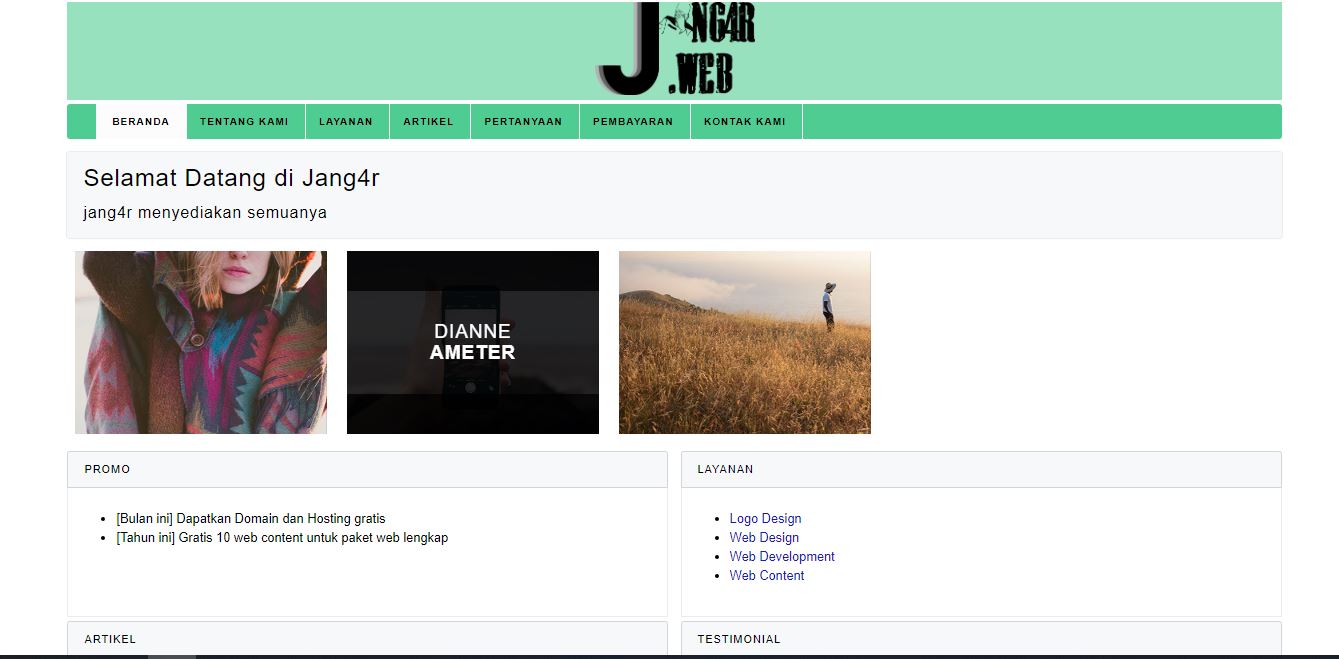 J NG4R
.WEB
BERANDA TENTANG KAMI LAYANAN ARTIKEL PERTANYAAN PEMBAYARAN KONTAK KAMI
Selamat Datang di Jang4r
jang4r menyediakan semuanya
DIANNE
AMETER
PROMO
[Bulan ini] Dapatkan Domain dan Hosting gratis
[Tahun ini] Gratis 10 web content untuk paket web lengkap
LAYANAN
Logo Design
Web Design
Web Development
Web Content
ARTIKEL
TESTIMONIAL